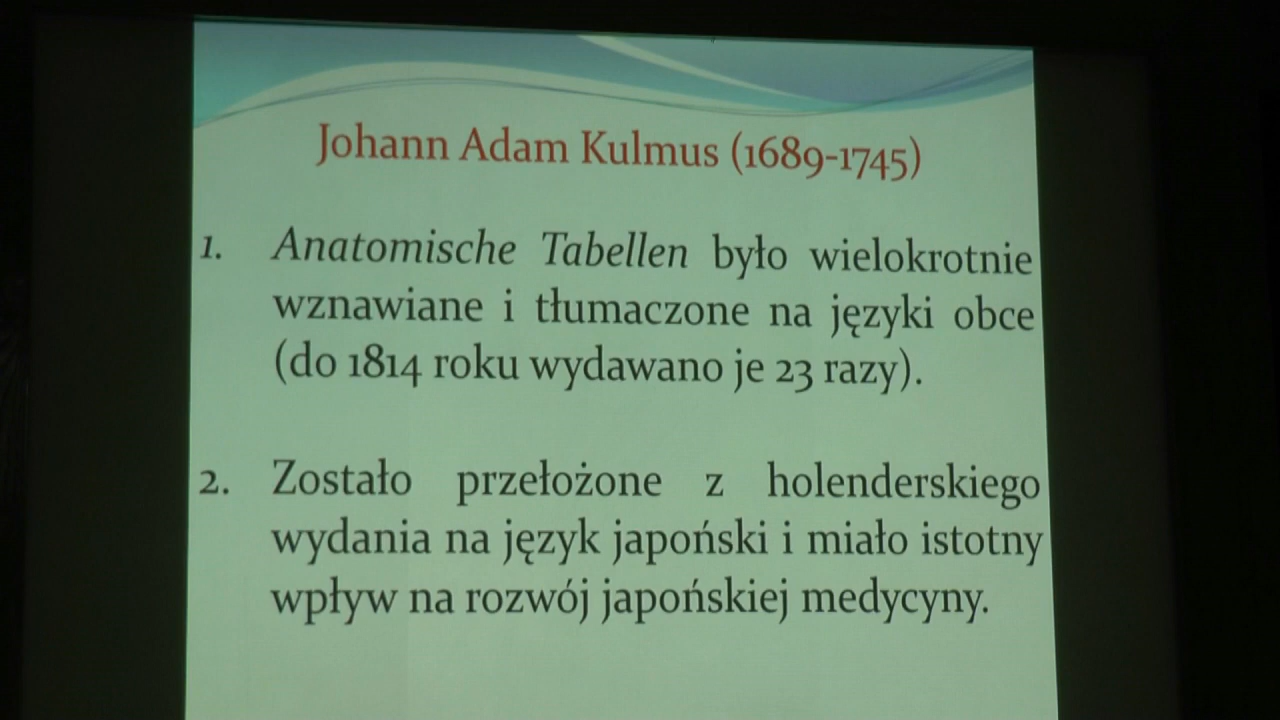 Johann Adam Kulmus (1689-1745)
1. Anatomische Tabellen było wielokrotnie
wznawiane i tłumaczone na języki obce
(do 1814 roku wydawano je 23 razy).
2. Zostało przełożone z holenderskiego
wydania na język japoński i miało istotny
wpływ na rozwój japońskiej medycyny.